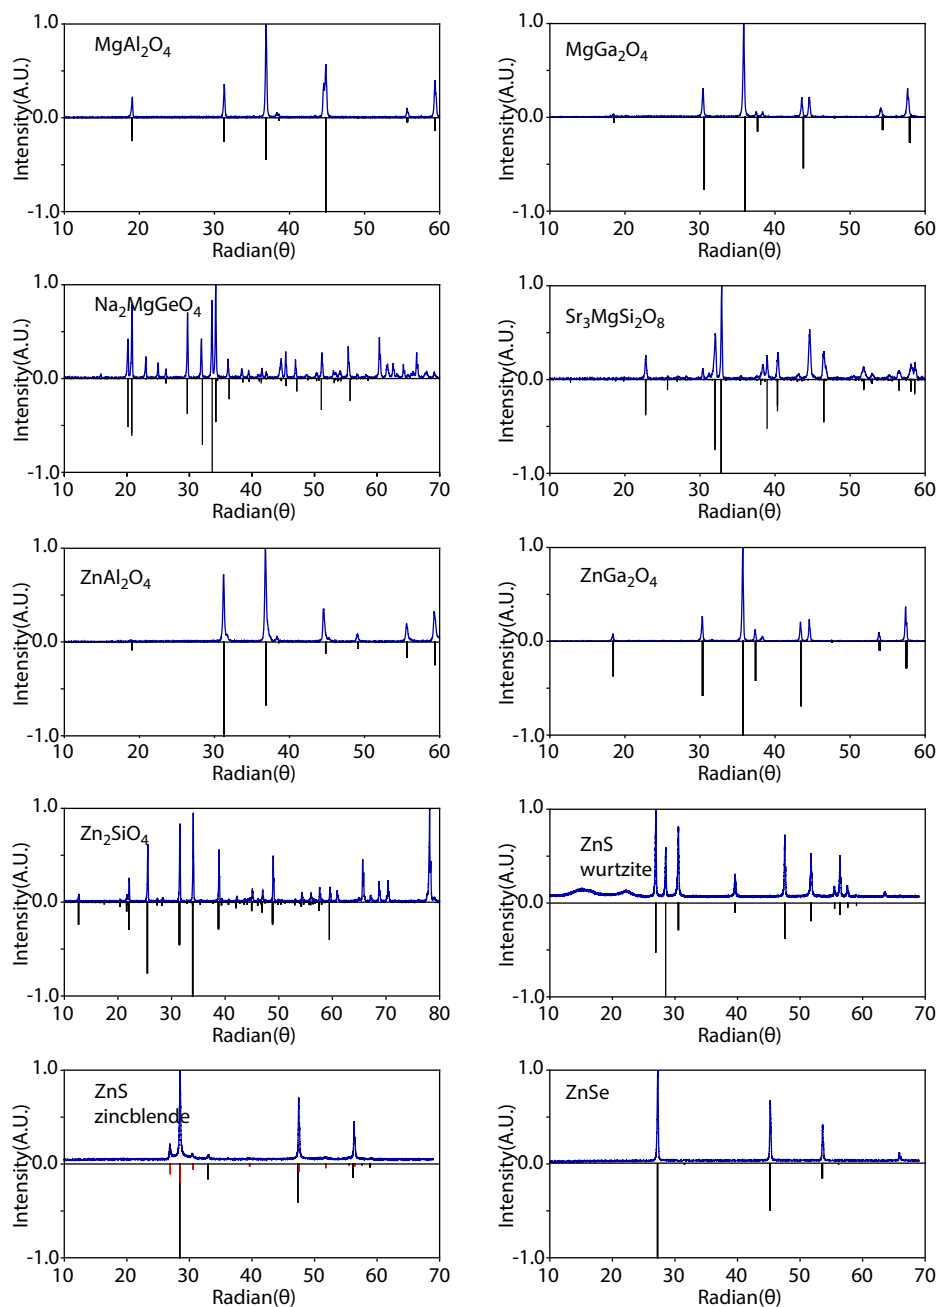 1.0
MgAl2O4
Intensity(A.U.)
0.0
-1.0
10 20 30 40 50 60
Radian(θ)
1.0
MgGa2O4
Intensity(A.U.)
0.0
-1.0
10 20 30 40 50 60
Radian(θ)
1.0
Na2MgGeO4
Intensity(A.U.)
0.0
-1.0
10 20 30 40 50 60 70
Radian(θ)
1.0
Sr3MgSi2O8
Intensity(A.U.)
0.0
-1.0
10 20 30 40 50 60
Radian(θ)
1.0
ZnAl2O4
Intensity(A.U.)
0.0
-1.0
10 20 30 40 50 60
Radian(θ)
1.0
ZnGa2O4
Intensity(A.U.)
0.0
-1.0
10 20 30 40 50 60
Radian(θ)
1.0
Zn2SiO4
Intensity(A.U.)
0.0
-1.0
10 20 30 40 50 60 70 80
Radian(θ)
1.0
ZnS
wurtzite
Intensity(A.U.)
0.0
-1.0
10 20 30 40 50 60 70
Radian(θ)
1.0
ZnS
zincblende
Intensity(A.U.)
0.0
-1.0
10 20 30 40 50 60 70
Radian(θ)
1.0
ZnSe
Intensity(A.U.)
0.0
-1.0
10 20 30 40 50 60 70
Radian(θ)